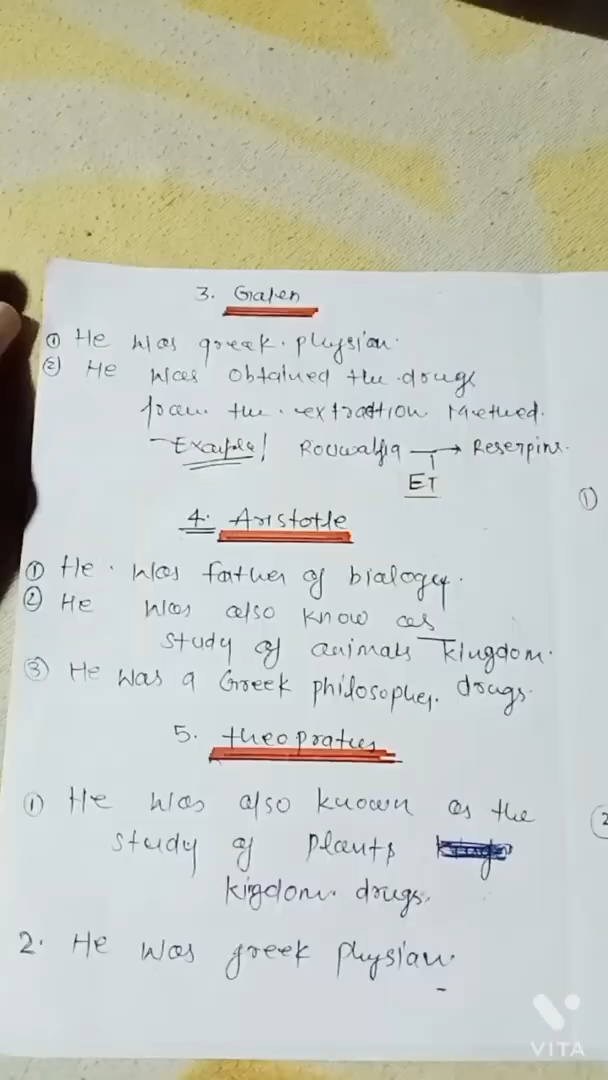 3. Galen
① He was greek physian.
② He was obtained the drugs
from the extraction Method.
Example! Rouwalfia → Reserpins.
ET
4. Aristotle
① He was father of bialogy.
② He was also know as
study of animals kingdom.
③ He was a Greek philosopher. drugs.
5. theopratus
① He was also known as the
study of plants
kigdom drugs.
2. He was greek physian.
①
2
VITA